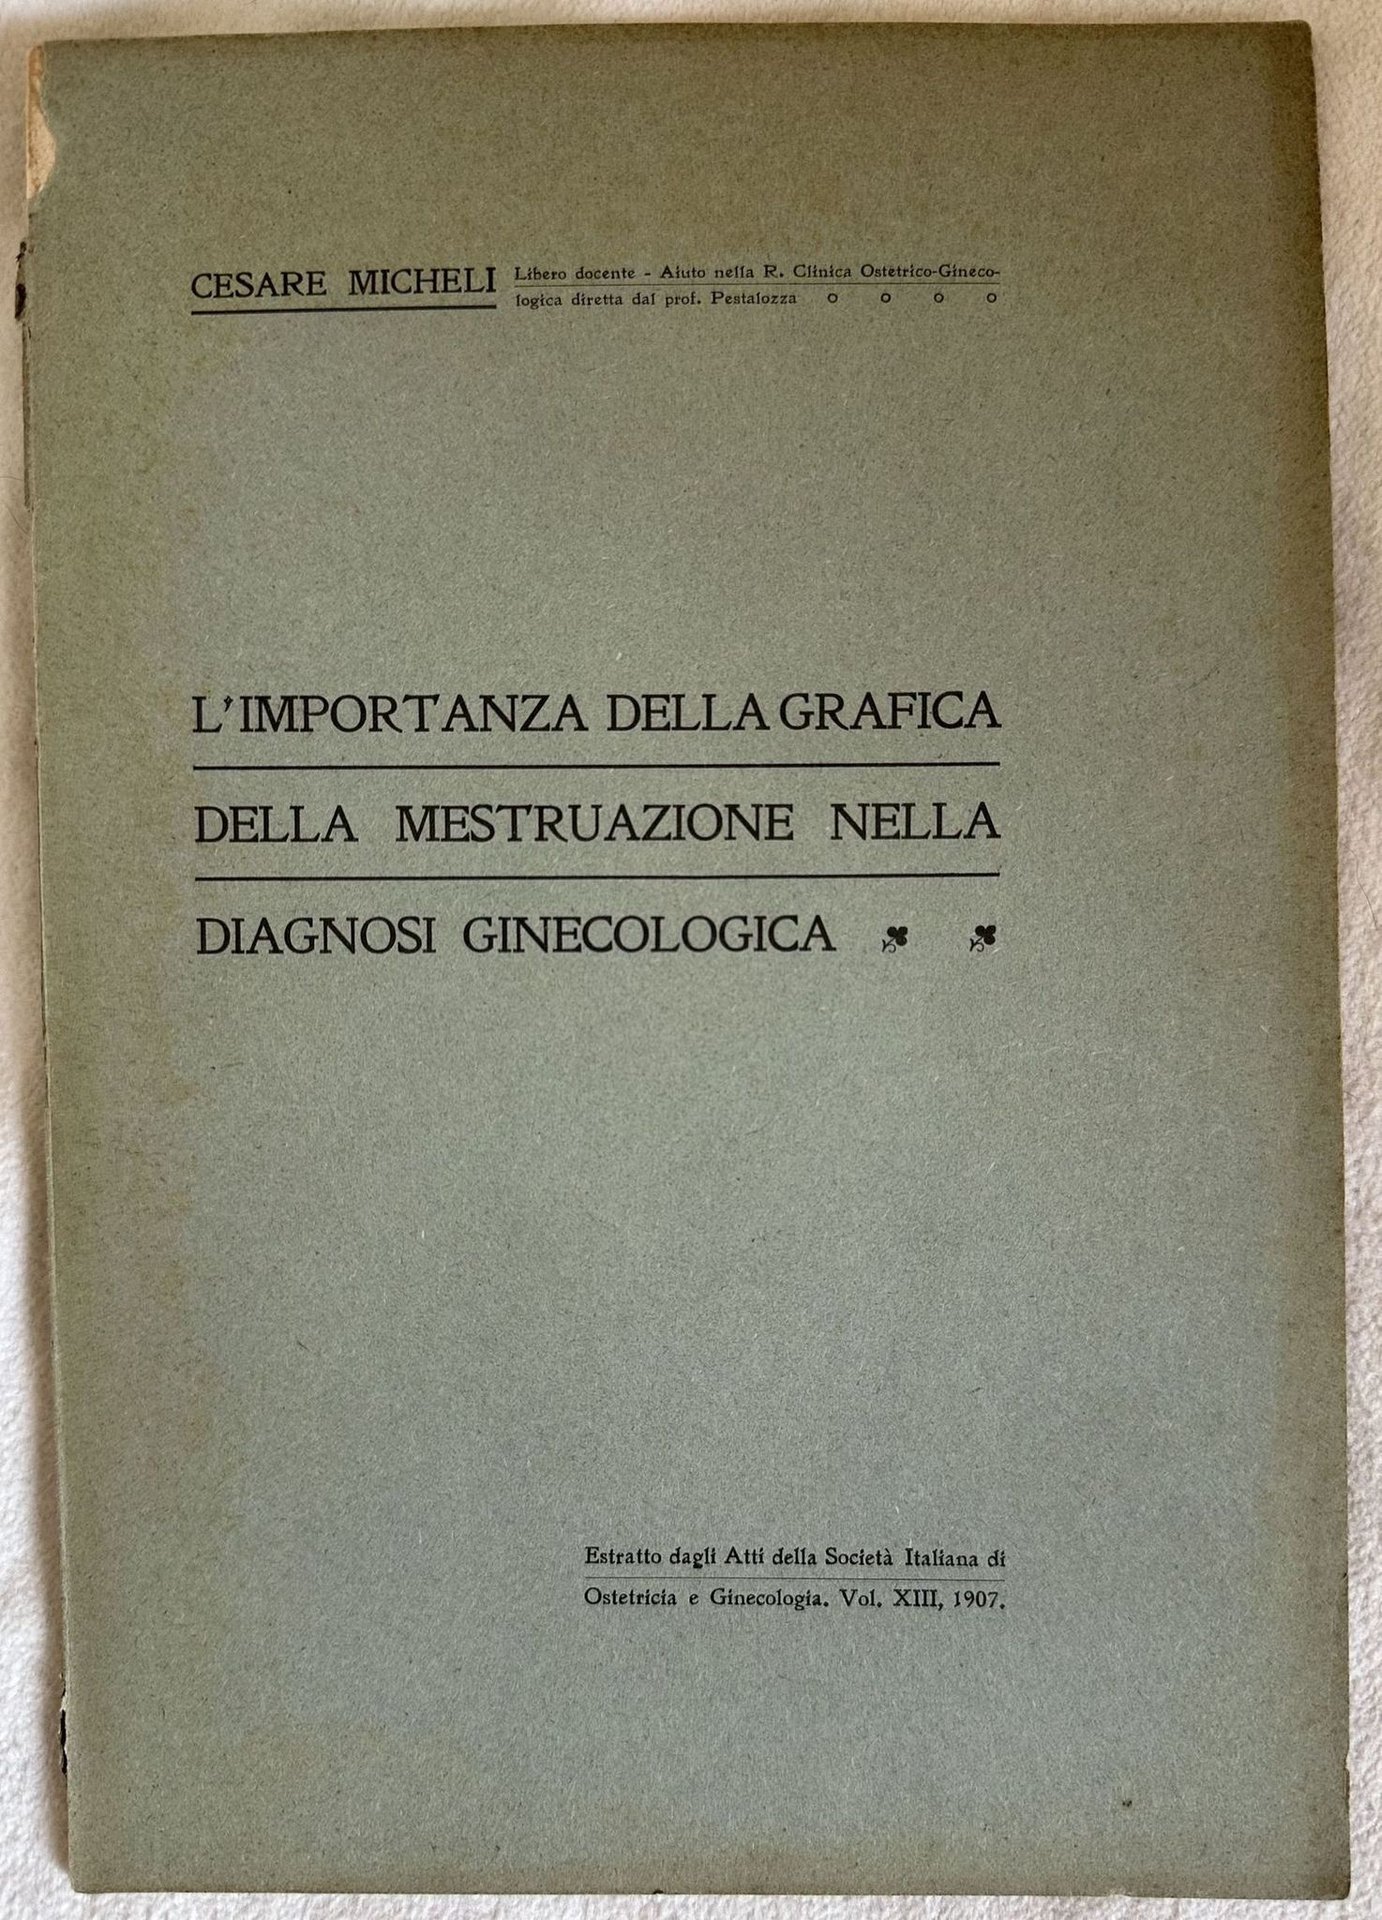 CESARE MICHELI
Libero docente - Aiuto nella R. Clinica Ostetrico-Gineco-
logica diretta dal prof. Pestalozza
L'IMPORTANZA DELLA GRAFICA
DELLA MESTRUAZIONE NELLA
DIAGNOSI GINECOLOGICA
Estratto dagli Atti della Società Italiana di
Ostetricia e Ginecologia. Vol. XIII, 1907.